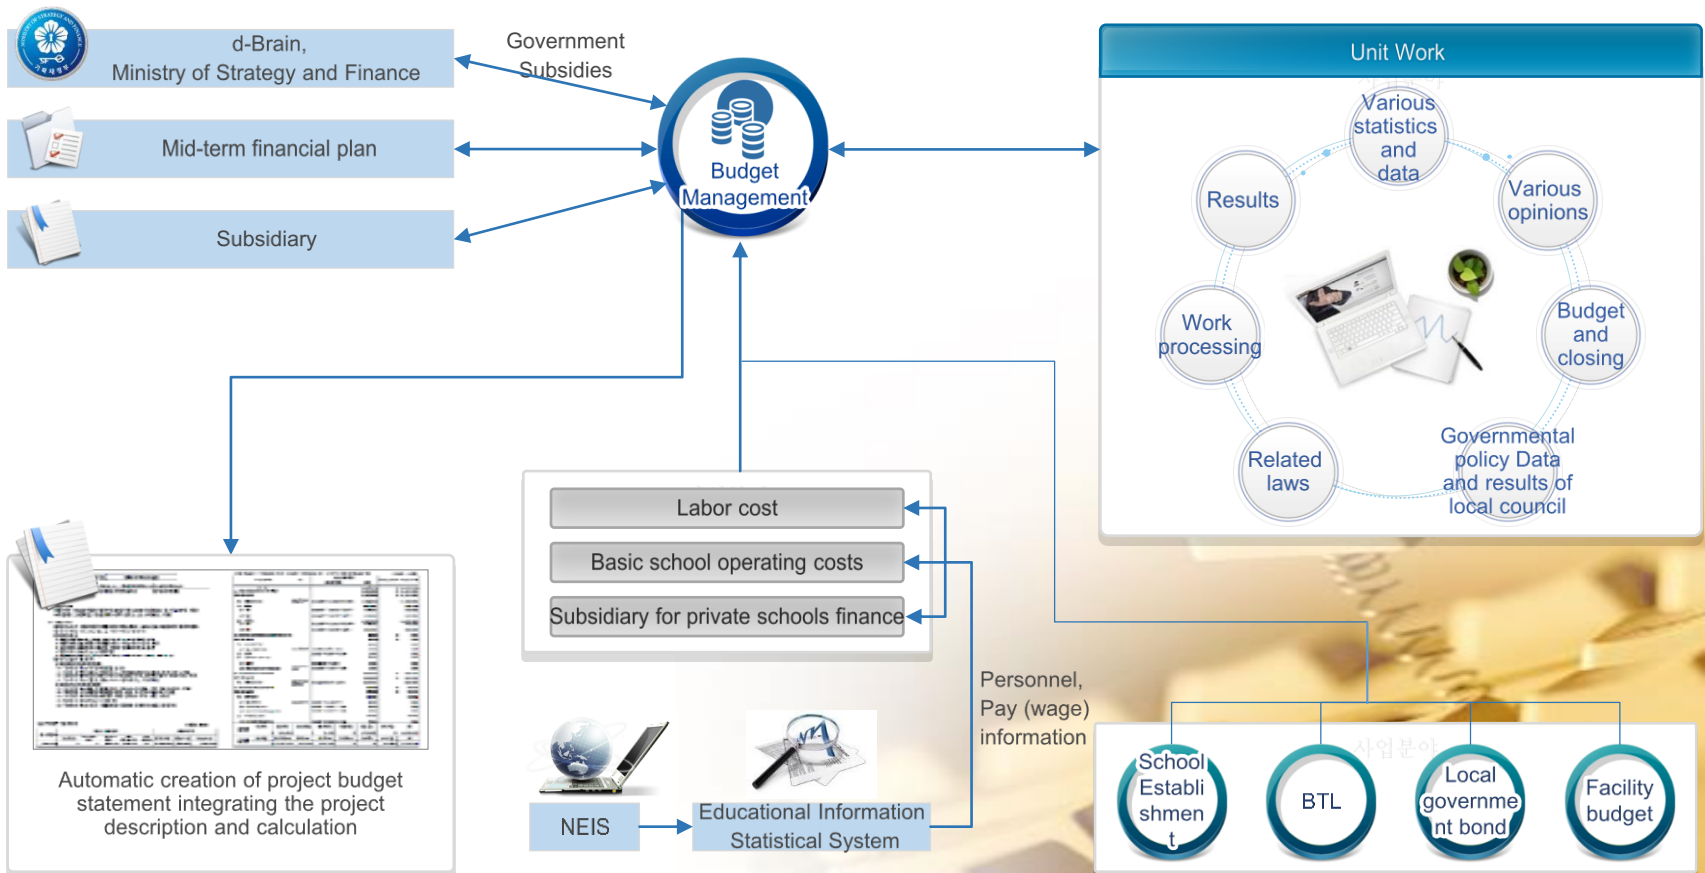 d-Brain,
Ministry of Strategy and Finance
Government
Subsidies
Mid-term financial plan
Subsidiary
Budget
Management
Unit Work
Various
statistics
and
data
Various
opinions
Budget
and
closing
Governmental
policy Data
and results of
local council
Related
laws
Work
processing
Results
Labor cost
Basic school operating costs
Subsidiary for private schools finance
Personnel,
Pay (wage)
information
NEIS
Educational Information
Statistical System
Automatic creation of project budget
statement integrating the project
description and calculation
사업분야
School
Establi
shmen
t
BTL
Local
governme
nt bond
Facility
budget